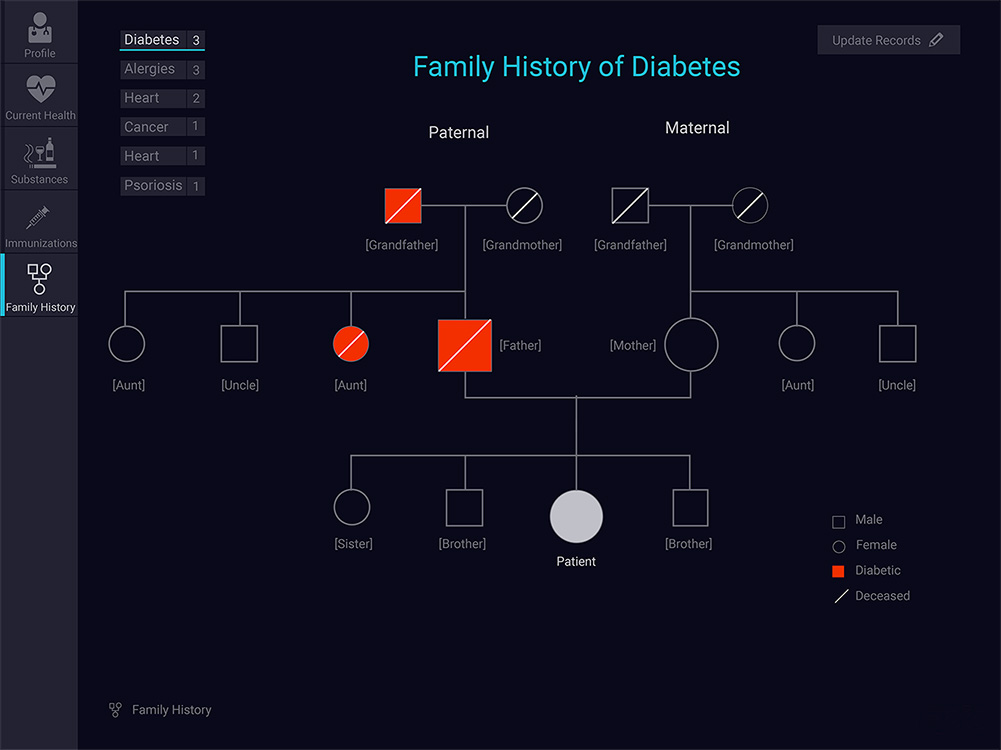 Profile
Current Health
Substances
Immunizations
Family History
Diabetes 3
Alergies 3
Heart 2
Cancer 1
Heart 1
Psoriosis 1
Update Records
Family History of Diabetes
Paternal
Maternal
[Grandfather] [Grandmother] [Grandfather] [Grandmother]
[Father] [Mother]
[Aunt] [Uncle] [Aunt] [Aunt] [Uncle]
[Sister] [Brother] [Brother]
Patient
Male
Female
Diabetic
Deceased
Family History